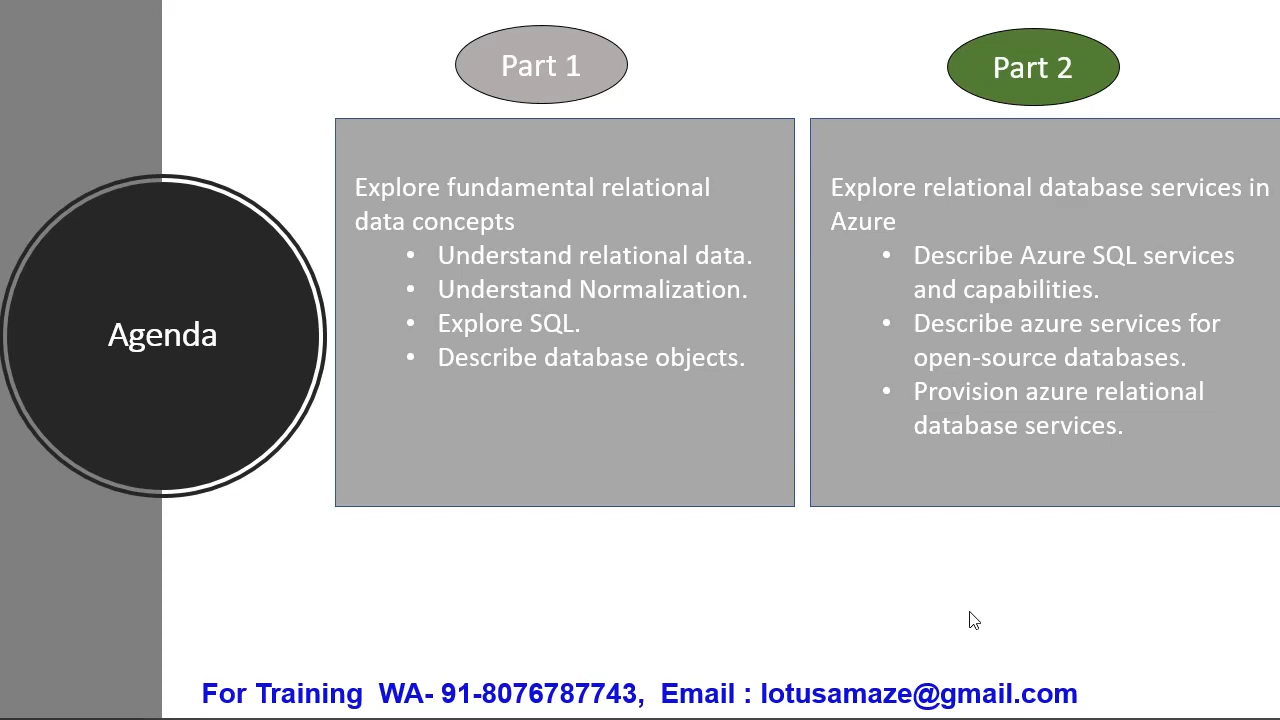 Part 1
Part 2
Agenda
Explore fundamental relational
data concepts
• Understand relational data.
• Understand Normalization.
• Explore SQL.
• Describe database objects.
Explore relational database services in
Azure
• Describe Azure SQL services
and capabilities.
• Describe azure services for
open-source databases.
• Provision azure relational
database services.
For Training WA- 91-8076787743, Email : lotusamaze@gmail.com